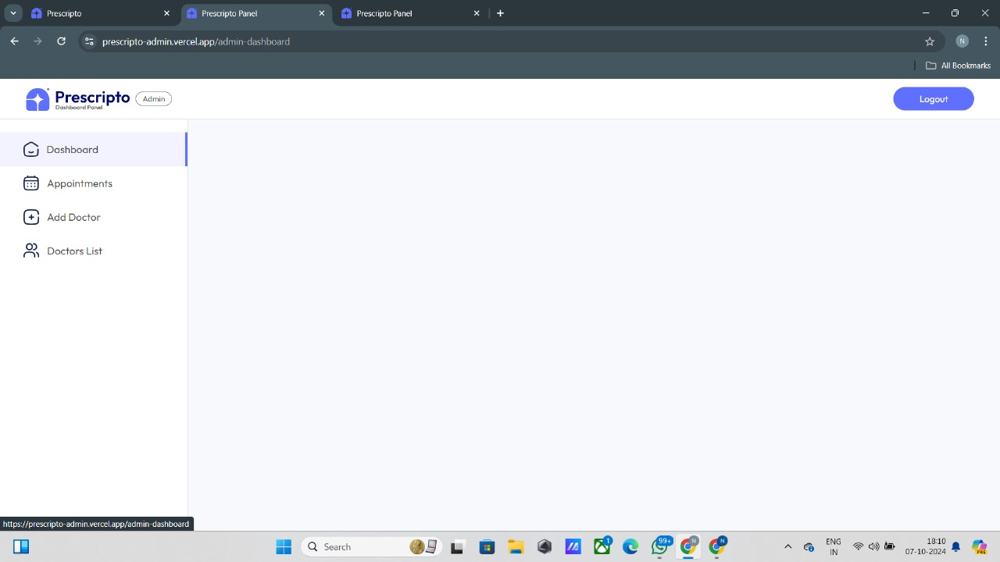 Prescripto
Prescripto Panel
Prescripto Panel
prescripto-admin.vercel.app/admin-dashboard
N
All Bookmarks
Prescripto
Dashboard Panel
Admin
Logout
Dashboard
Appointments
Add Doctor
Doctors List
https://prescripto-admin.vercel.app/admin-dashboard
Search
1
99+
N
N
ENG
IN
18:10
07-10-2024
PRE